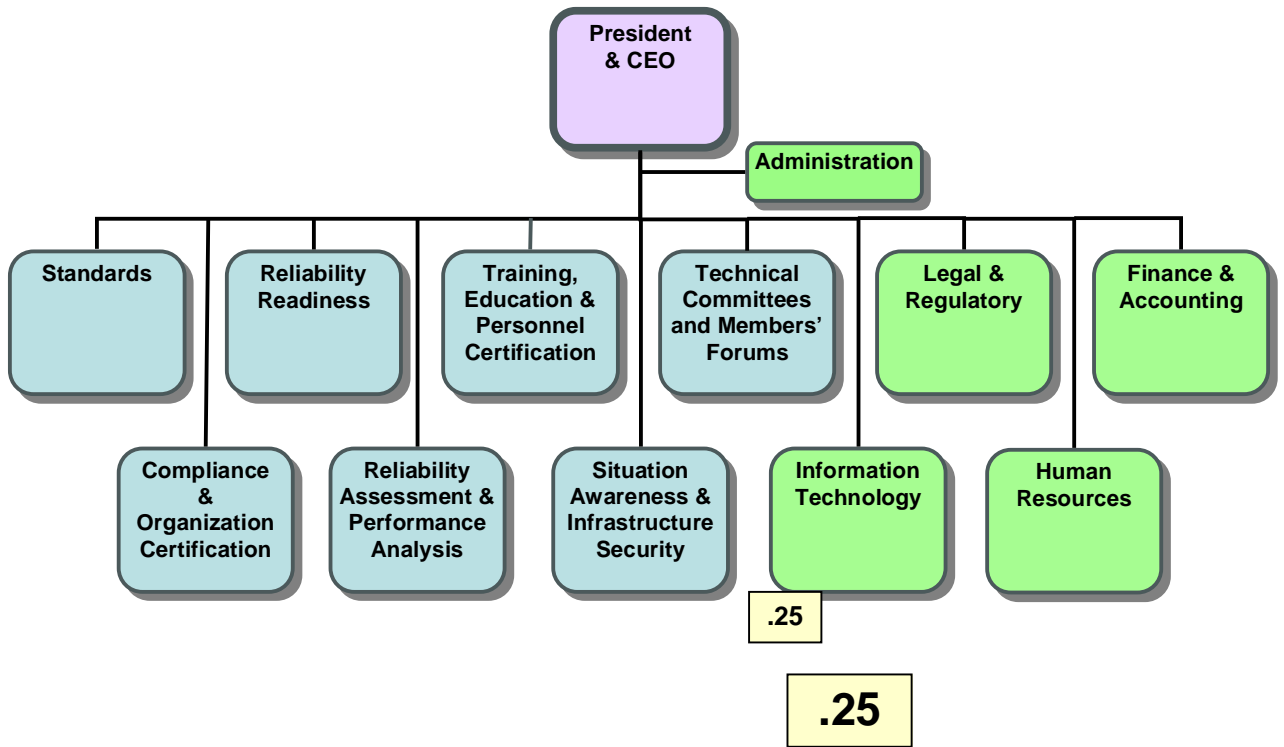 President
& CEO
Administration
Standards
Reliability
Readiness
Training,
Education &
Personnel
Certification
Technical
Committees
and Members’
Forums
Legal &
Regulatory
Finance &
Accounting
Compliance
&
Organization
Certification
Reliability
Assessment &
Performance
Analysis
Situation
Awareness &
Infrastructure
Security
Information
Technology
Human
Resources
.25
.25